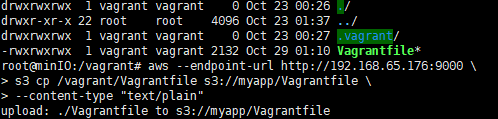 drwxrwxrwx  1 vagrant vagrant    0 Oct 23 00:26 ./
drwxr-xr-x 22 root    root    4096 Oct 23 01:37 ../
drwxrwxrwx  1 vagrant vagrant    0 Oct 23 00:27 .vagrant/
-rwxrwxrwx  1 vagrant vagrant 2132 Oct 29 01:10 Vagrantfile*
root@minIO:/vagrant# aws --endpoint-url http://192.168.65.176:9000 \
> s3 cp /vagrant/Vagrantfile s3://myapp/Vagrantfile \
> --content-type "text/plain"
upload: ./Vagrantfile to s3://myapp/Vagrantfile